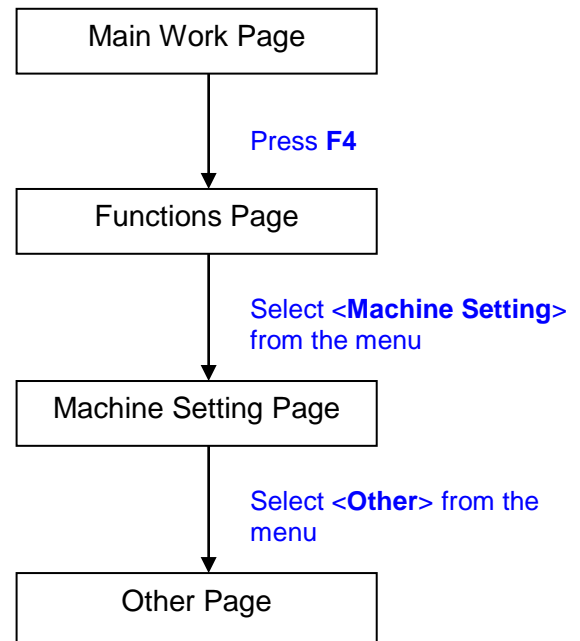 Main Work Page
Press F4
Functions Page
Select <Machine Setting>
from the menu
Machine Setting Page
Select <Other> from the
menu
Other Page